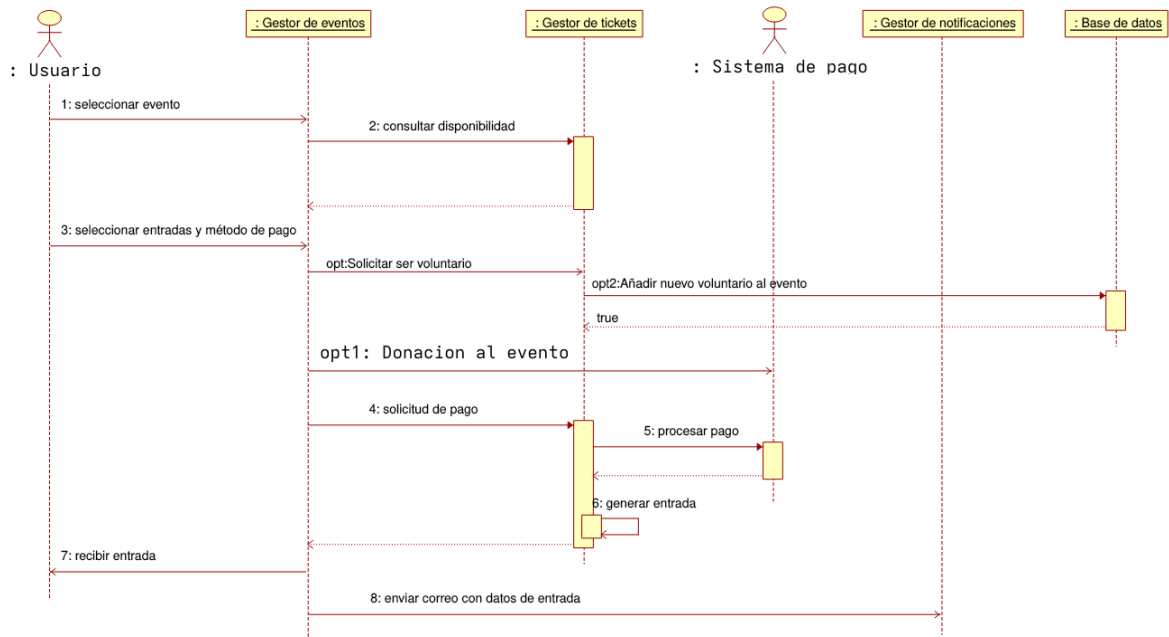 : Gestor de eventos
: Gestor de tickets
: Gestor de notificaciones
: Base de datos
: Usuario
: Sistema de pago
1: seleccionar evento
2: consultar disponibilidad
3: seleccionar entradas y método de pago
opt:Solicitar ser voluntario
opt2:Añadir nuevo voluntario al evento
true
opt1: Donacion al evento
4: solicitud de pago
5: procesar pago
6: generar entrada
7: recibir entrada
8: enviar correo con datos de entrada